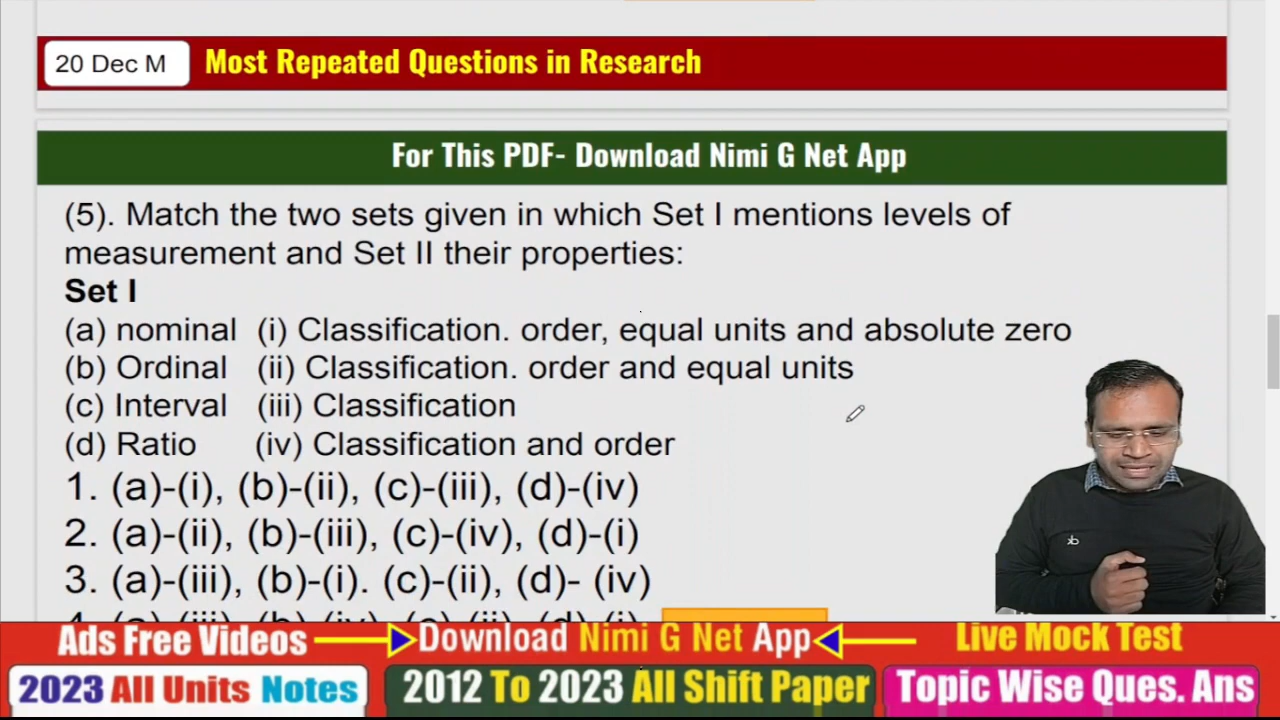 20 Dec M
Most Repeated Questions in Research
For This PDF- Download Nimi G Net App
(5). Match the two sets given in which Set I mentions levels of
measurement and Set II their properties:
Set I
(a) nominal (i) Classification. order, equal units and absolute zero
(b) Ordinal (ii) Classification. order and equal units
(c) Interval (iii) Classification
(d) Ratio (iv) Classification and order
1. (a)-(i), (b)-(ii), (c)-(iii), (d)-(iv)
2. (a)-(ii), (b)-(iii), (c)-(iv), (d)-(i)
3. (a)-(iii), (b)-(i). (c)-(ii), (d)- (iv)
4. (a)-(iii), (b)-(iv), (c)-(ii), (d)-(i)
Ads Free Videos Download Nimi G Net App Live Mock Test
2023 All Units Notes 2012 To 2023 All Shift Paper Topic Wise Ques. Ans